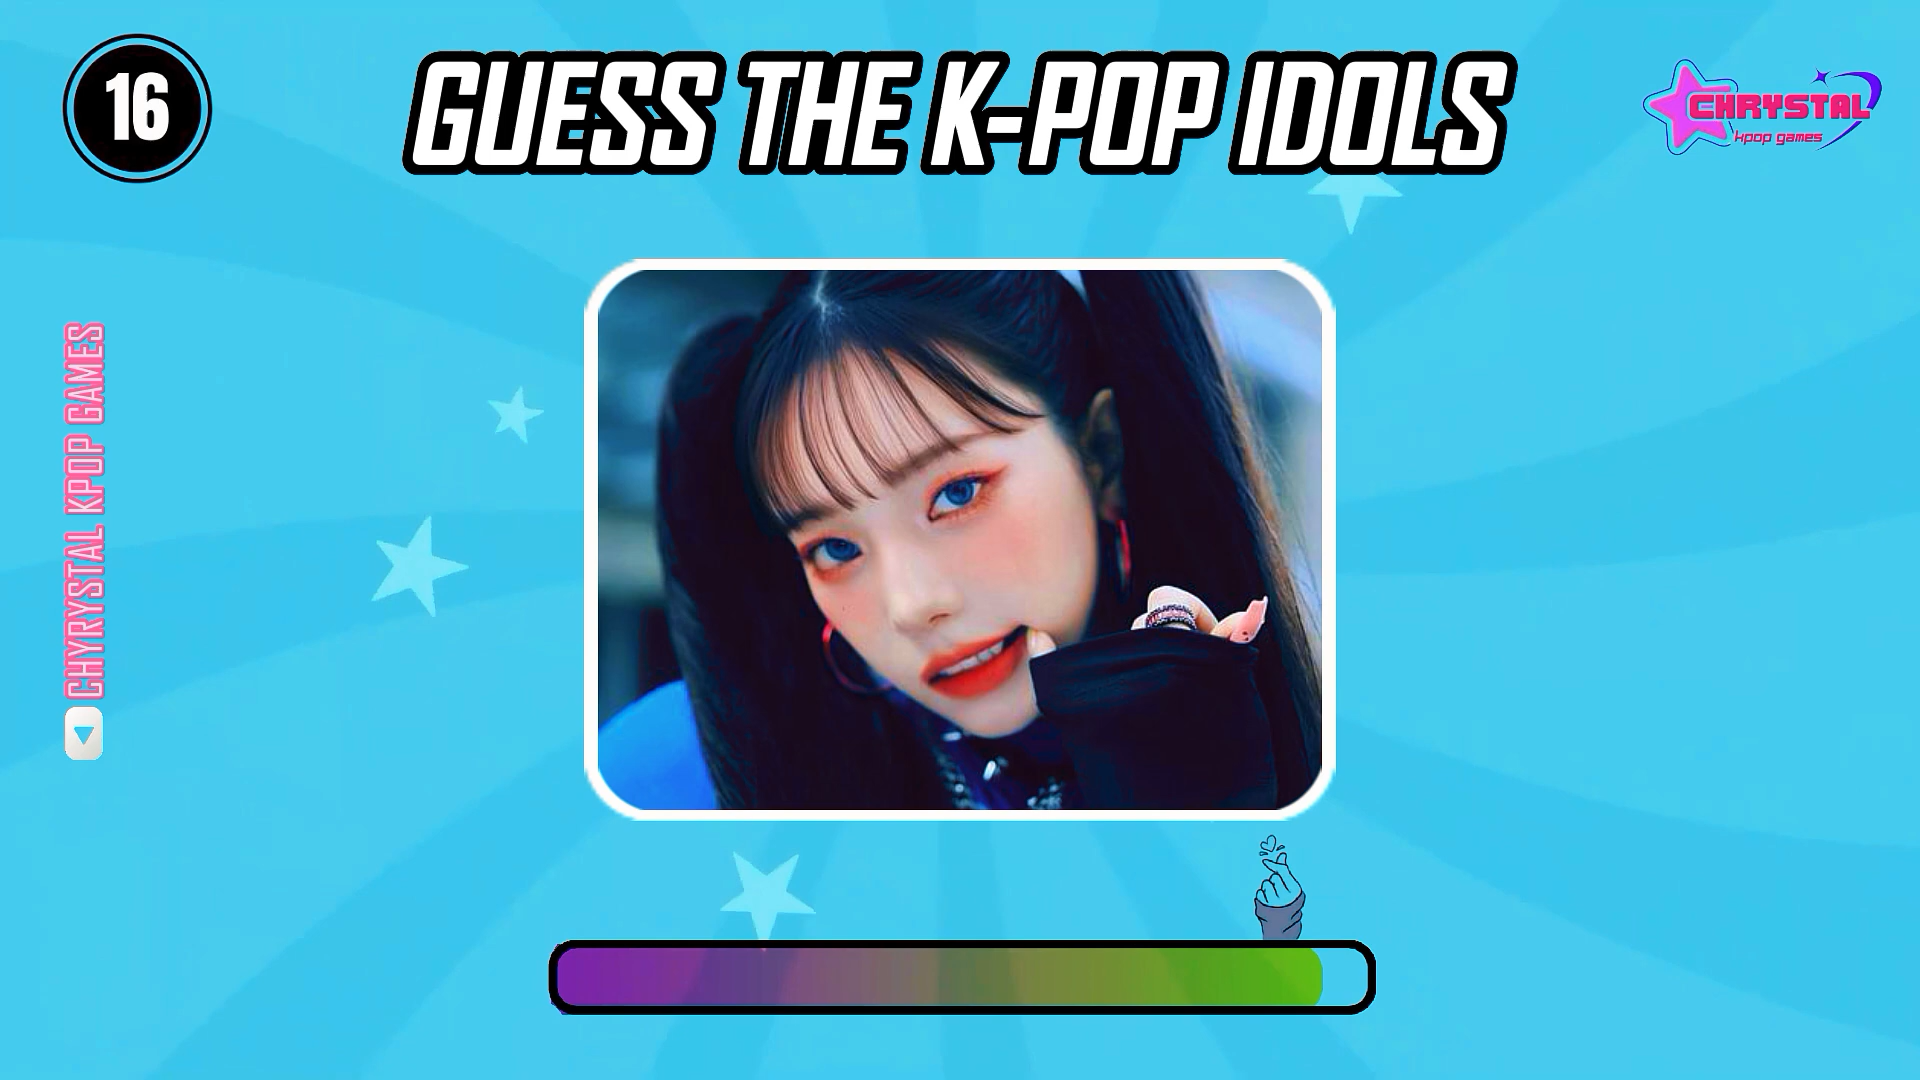 16
GUESS THE K-POP IDOLS
CHRYSTAL
kpop games
CHYRYSTAL KPOP GAMES